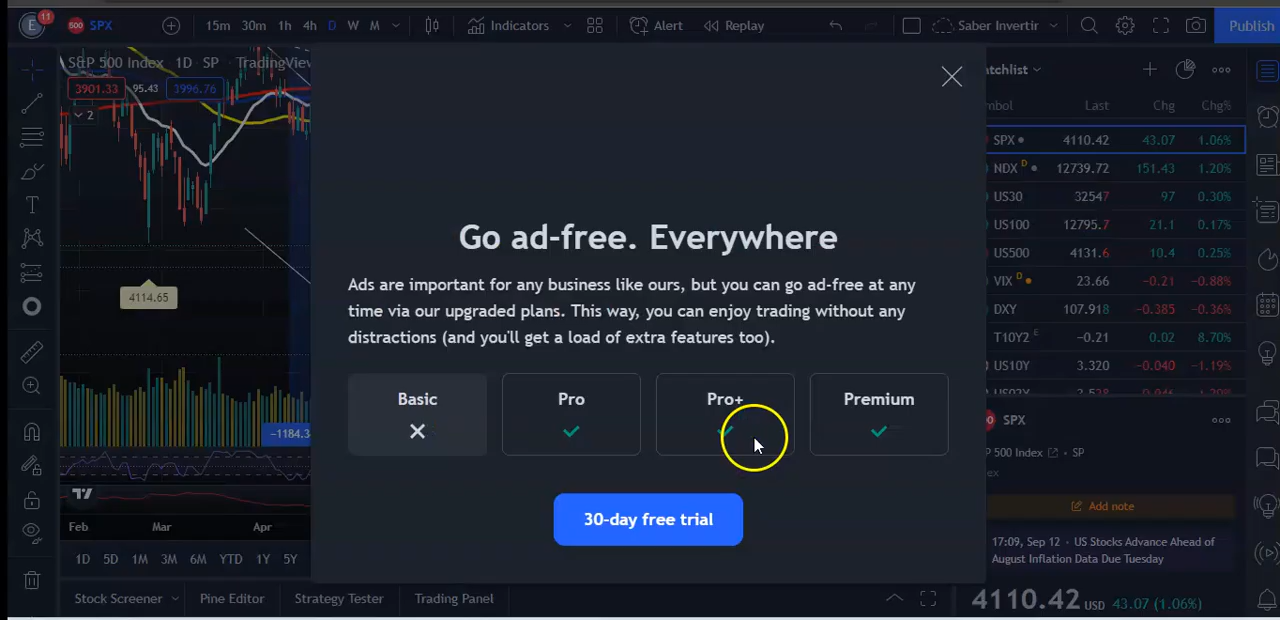 E 11 500 SPX 15m 30m 1h 4h D W M Indicators Alert Replay Saber Invertir Publish
S&P 500 Index 1D SP TradingView
3901.33 95.43 3996.76
2
4114.65
−1184.3
Feb Mar Apr
1D 5D 1M 3M 6M YTD 1Y 5Y
Stock Screener Pine Editor Strategy Tester Trading Panel
Go ad-free. Everywhere
Ads are important for any business like ours, but you can go ad-free at any
time via our upgraded plans. This way, you can enjoy trading without any
distractions (and you'll get a load of extra features too).
Basic Pro Pro+ Premium
30-day free trial
atchlist
mbol Last Chg Chg%
SPX 4110.42 43.07 1.06%
NDX D 12739.72 151.43 1.20%
US30 32547 97 0.30%
US100 12795.7 21.1 0.17%
US500 4131.6 10.4 0.25%
VIX D 23.66 −0.21 −0.88%
DXY 107.918 −0.385 −0.36%
T10Y2 E −0.21 0.02 8.70%
US10Y 3.320 −0.040 −1.19%
SPX
P 500 Index SP
ex
Add note
17:09, Sep 12 · US Stocks Advance Ahead of
August Inflation Data Due Tuesday
4110.42 USD 43.07 (1.06%)